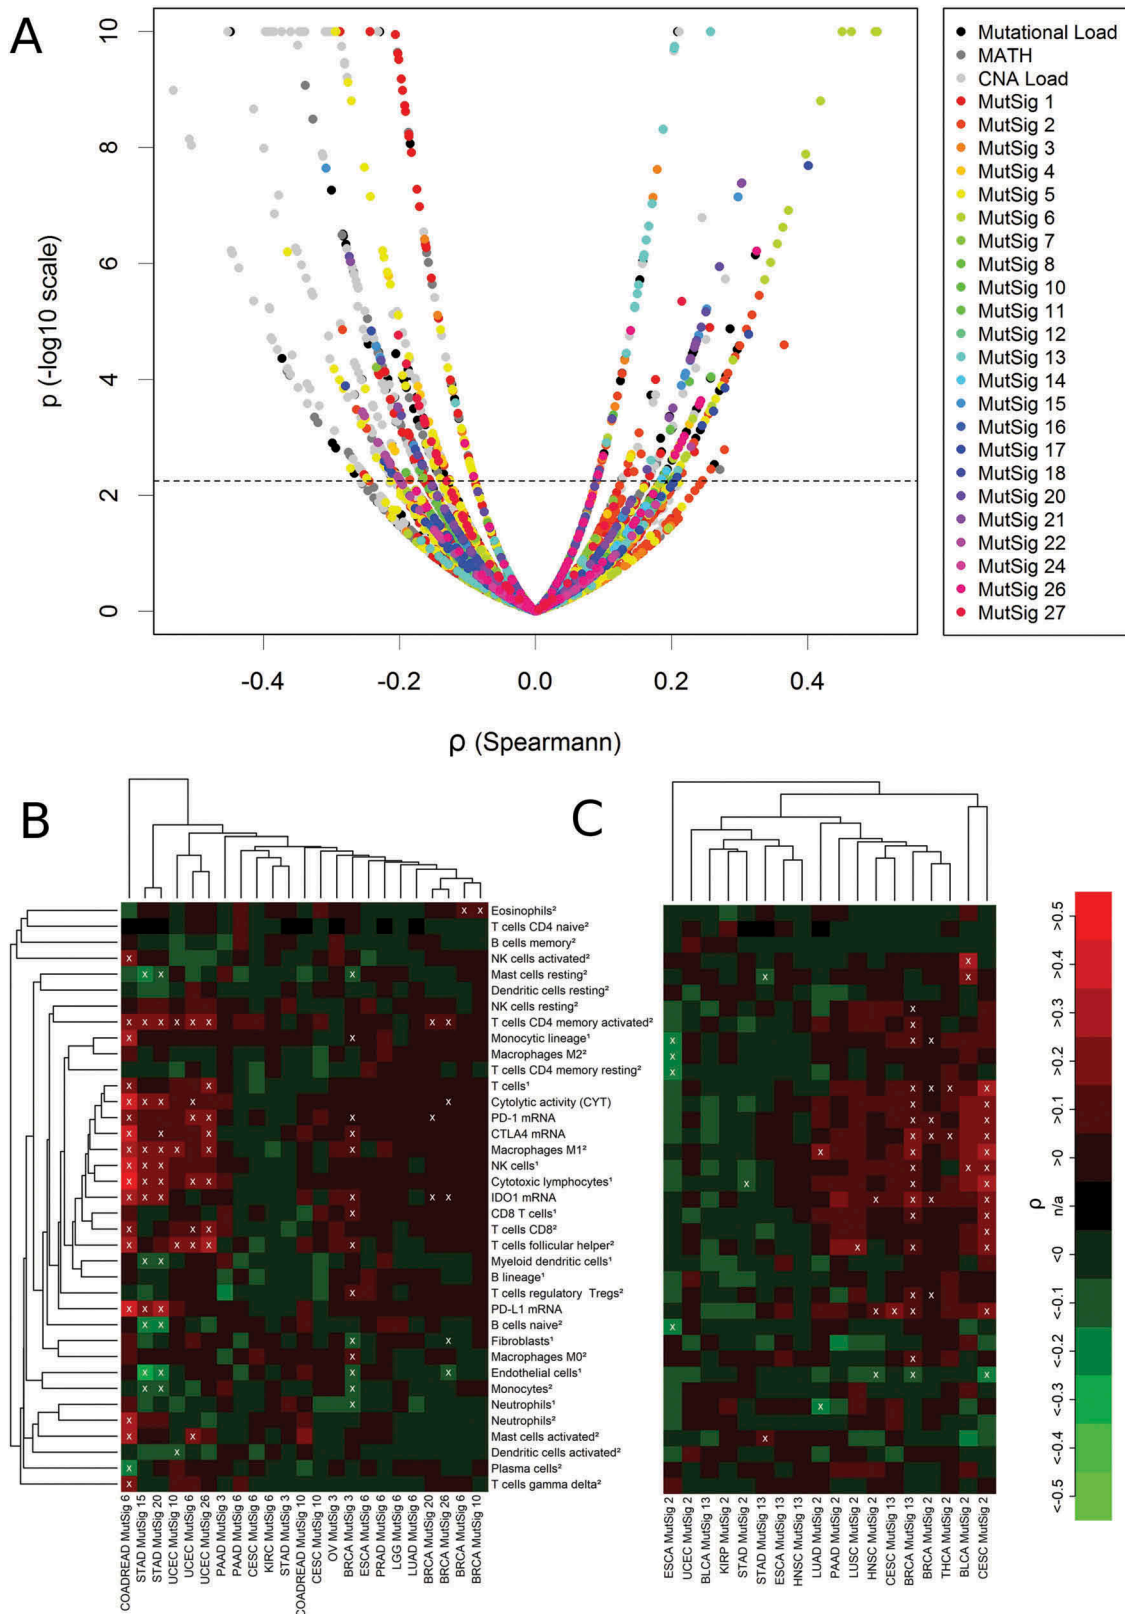 A
10
8
6
4
2
0
p (-log10 scale)
-0.4
-0.2
0.0
0.2
0.4
ρ (Spearmann)
Mutational Load
MATH
CNA Load
MutSig 1
MutSig 2
MutSig 3
MutSig 4
MutSig 5
MutSig 6
MutSig 7
MutSig 8
MutSig 10
MutSig 11
MutSig 12
MutSig 13
MutSig 14
MutSig 15
MutSig 16
MutSig 17
MutSig 18
MutSig 20
MutSig 21
MutSig 22
MutSig 24
MutSig 26
MutSig 27
B
Eosinophils²
T cells CD4 naive²
B cells memory²
NK cells activated²
Mast cells resting²
Dendritic cells resting²
NK cells resting²
T cells CD4 memory activated²
Monocytic lineage¹
Macrophages M2²
T cells CD4 memory resting²
T cells¹
Cytolytic activity (CYT)
PD-1 mRNA
CTLA4 mRNA
Macrophages M1²
NK cells¹
Cytotoxic lymphocytes¹
IDO1 mRNA
CD8 T cells¹
T cells CD8²
T cells follicular helper²
Myeloid dendritic cells¹
B lineage¹
T cells regulatory Tregs²
PD-L1 mRNA
B cells naive²
Fibroblasts¹
Macrophages M0²
Endothelial cells¹
Monocytes²
Neutrophils¹
Neutrophils²
Mast cells activated²
Dendritic cells activated²
Plasma cells²
T cells gamma delta²
COADREAD MutSig 6
STAD MutSig 15
STAD MutSig 20
UCEC MutSig 10
UCEC MutSig 6
UCEC MutSig 26
PAAD MutSig 3
PAAD MutSig 6
CESC MutSig 6
KIRC MutSig 6
STAD MutSig 3
COADREAD MutSig 10
CESC MutSig 10
OV MutSig 3
BRCA MutSig 3
ESCA MutSig 6
PRAD MutSig 6
LGG MutSig 6
LUAD MutSig 6
BRCA MutSig 20
BRCA MutSig 26
BRCA MutSig 6
BRCA MutSig 10
C
ESCA MutSig 2
UCEC MutSig 2
BLCA MutSig 13
KIRP MutSig 2
STAD MutSig 2
STAD MutSig 13
ESCA MutSig 13
HNSC MutSig 13
LUAD MutSig 2
PAAD MutSig 2
LUSC MutSig 2
HNSC MutSig 2
CESC MutSig 13
BRCA MutSig 13
BRCA MutSig 2
THCA MutSig 2
BLCA MutSig 2
CESC MutSig 2
ρ
>0.5
>0.4
>0.3
>0.2
>0.1
>0
n/a
<0
<-0.1
<-0.2
<-0.3
<-0.4
<-0.5